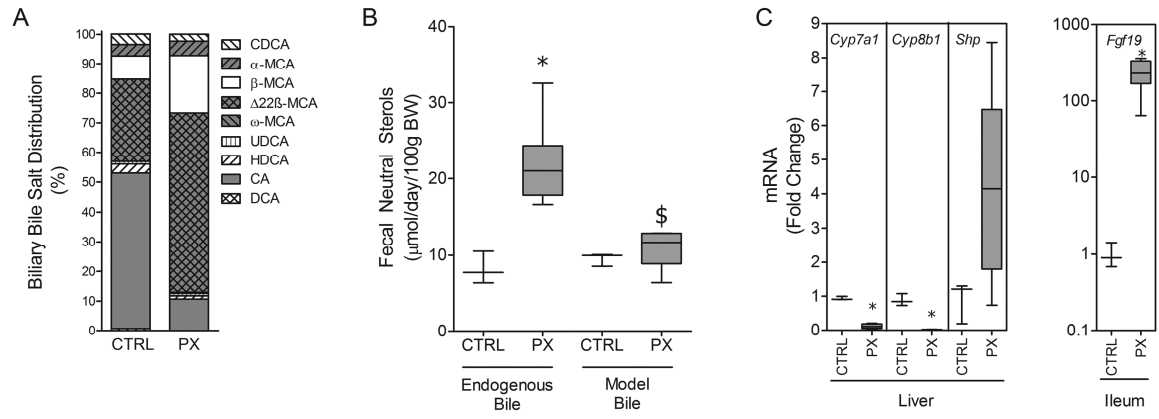 A
Biliary Bile Salt Distribution
(%)
100
90
80
70
60
50
40
30
20
10
0
CTRL
PX
CDCA
α-MCA
β-MCA
Δ22ß-MCA
ω-MCA
UDCA
HDCA
CA
DCA
B
Fecal Neutral Sterols
(μmol/day/100g BW)
40
30
20
10
0
*
$
CTRL
PX
CTRL
PX
Endogenous
Bile
Model
Bile
C
mRNA
(Fold Change)
9
8
7
6
5
4
3
2
1
0
Cyp7a1
Cyp8b1
Shp
*
*
CTRL
PX
CTRL
PX
CTRL
PX
Liver
1000
100
10
1
0.1
Fgf19
*
CTRL
PX
Ileum